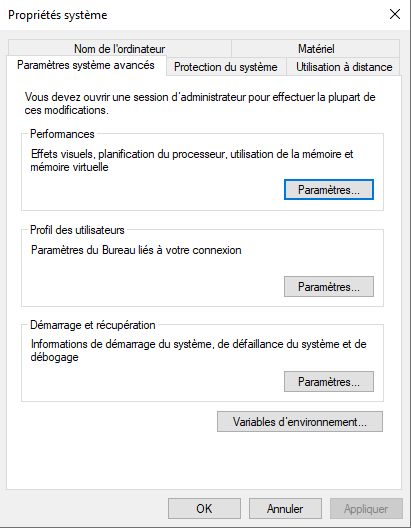 Propriétés système
Nom de l'ordinateur
Matériel
Paramètres système avancés
Protection du système
Utilisation à distance
Vous devez ouvrir une session d'administrateur pour effectuer la plupart de
ces modifications.
Performances
Effets visuels, planification du processeur, utilisation de la mémoire et
mémoire virtuelle
Paramètres...
Profil des utilisateurs
Paramètres du Bureau liés à votre connexion
Paramètres...
Démarrage et récupération
Informations de démarrage du système, de défaillance du système et de
débogage
Paramètres...
Variables d'environnement...
OK
Annuler
Appliquer